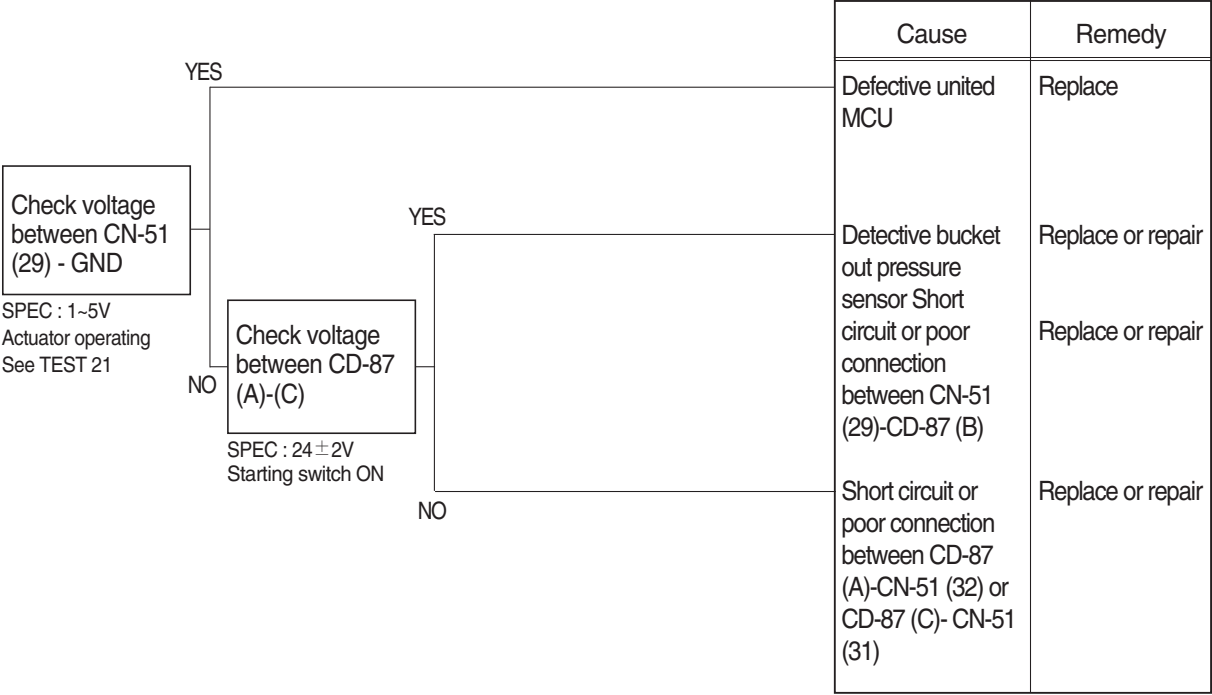 Cause
Remedy
YES
Defective united
MCU
Replace
Check voltage
between CN-51
(29) - GND
SPEC : 1~5V
Actuator operating
See TEST 21
NO
Check voltage
between CD-87
(A)-(C)
SPEC : 24±2V
Starting switch ON
YES
Detective bucket
out pressure
sensor Short
circuit or poor
connection
between CN-51
(29)-CD-87 (B)
Replace or repair
Replace or repair
NO
Short circuit or
poor connection
between CD-87
(A)-CN-51 (32) or
CD-87 (C)- CN-51
(31)
Replace or repair